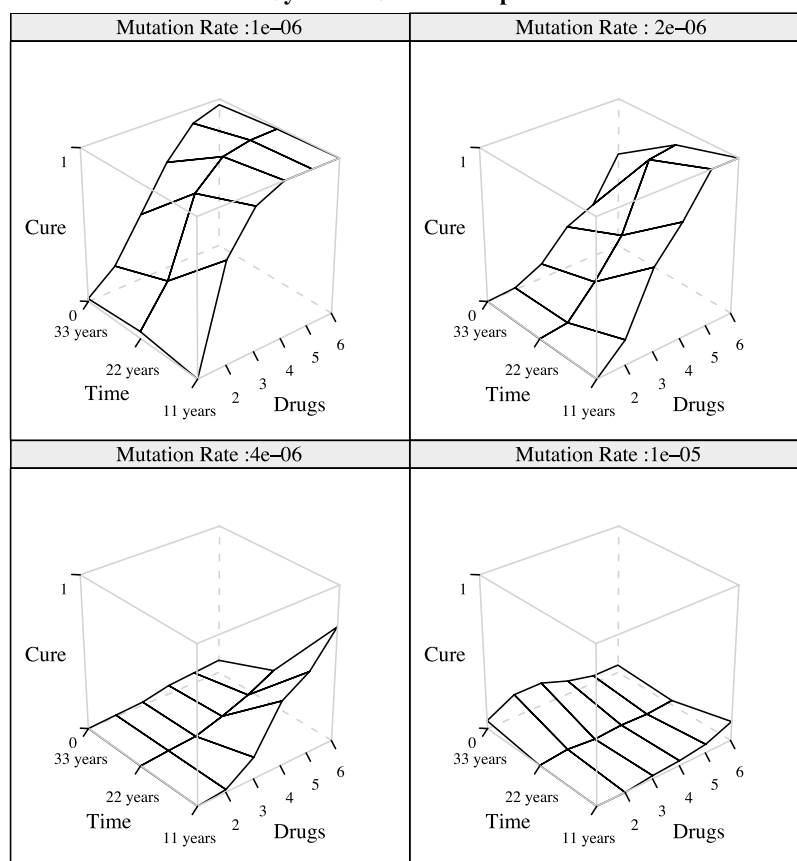 Mutation Rate :1e−06
Mutation Rate : 2e−06
1
Cure
0
33 years
22 years
11 years
Time
2
3
4
5
6
Drugs
1
Cure
0
33 years
22 years
11 years
Time
2
3
4
5
6
Drugs
Mutation Rate :4e−06
Mutation Rate :1e−05
1
Cure
0
33 years
22 years
11 years
Time
2
3
4
5
6
Drugs
1
Cure
0
33 years
22 years
11 years
Time
2
3
4
5
6
Drugs